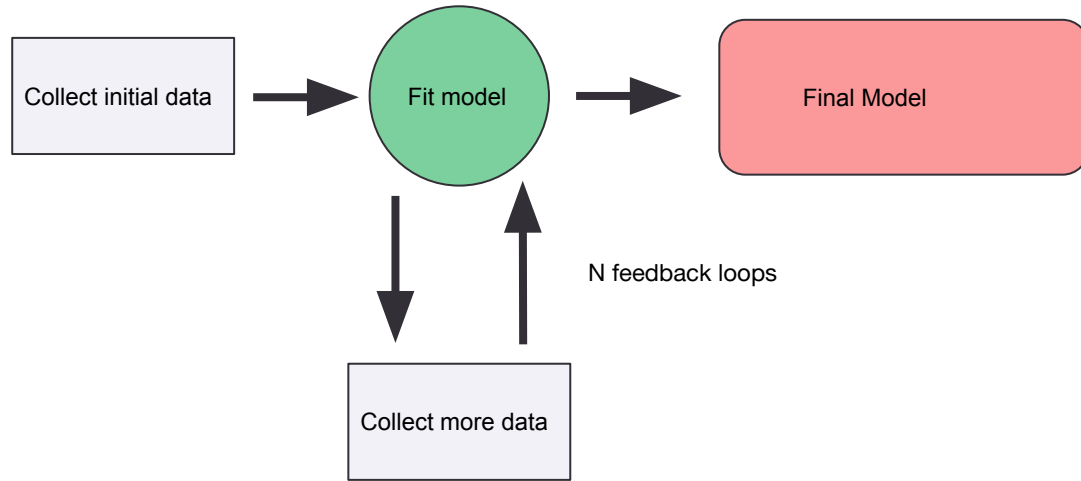 Collect initial data
Fit model
Final Model
N feedback loops
Collect more data